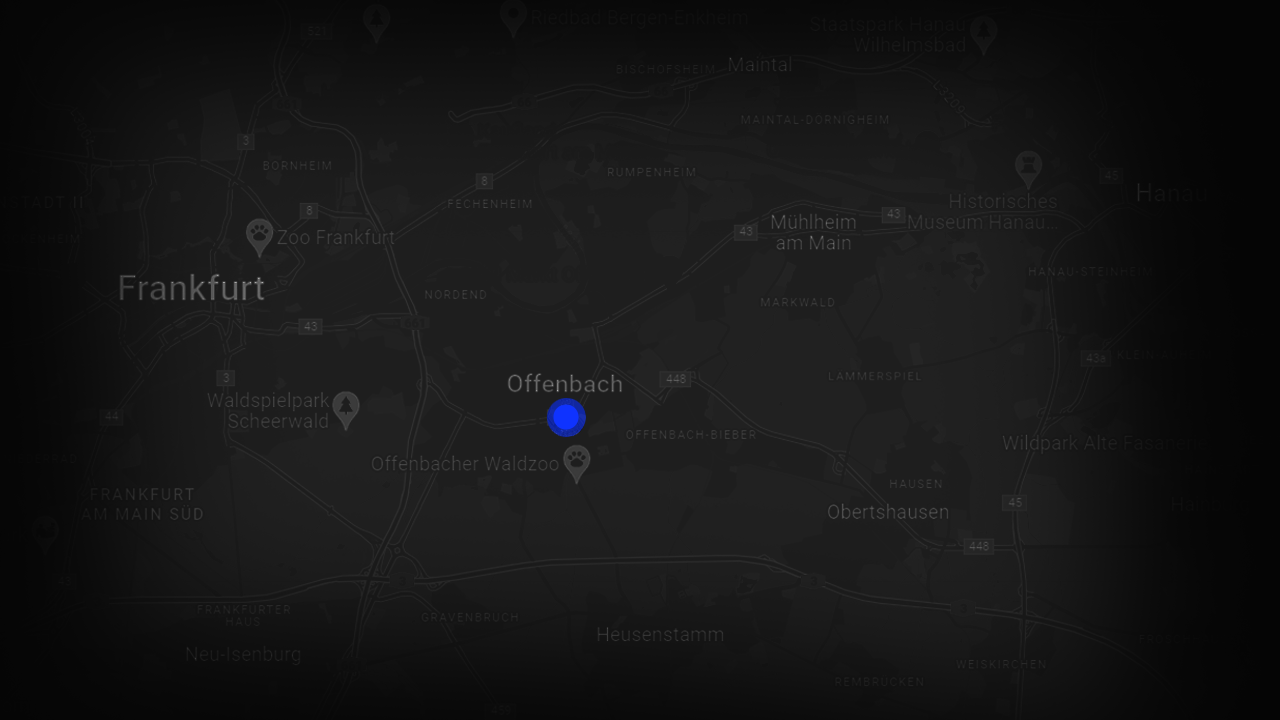 Riedbad Bergen-Enkheim
Staatspark Hanau
Wilhelmsbad
BISCHOFSHEIM
Maintal
MAINTAL-DÖRNIGHEIM
3
BORNHEIM
RUMPENHEIM
8
FECHENHEIM
8
45
Hanau
Historisches
Museum Hanau...
43
Mühlheim
am Main
43
Zoo Frankfurt
Frankfurt
NORDEND
HANAU-STEINHEIM
MARKWALD
43
3
Offenbach
448
LÄMMERSPIEL
43a
Waldspielpark
Scheerwald
44
OFFENBACH-BIEBER
Wildpark Alte Fasanerie
Offenbacher Waldzoo
HAUSEN
FRANKFURT
AM MAIN SÜD
45
Obertshausen
448
FRANKFURTER
HAUS
GRAVENBRUCH
Heusenstamm
Neu-Isenburg
WEISKIRCHEN
REMBRÜCKEN